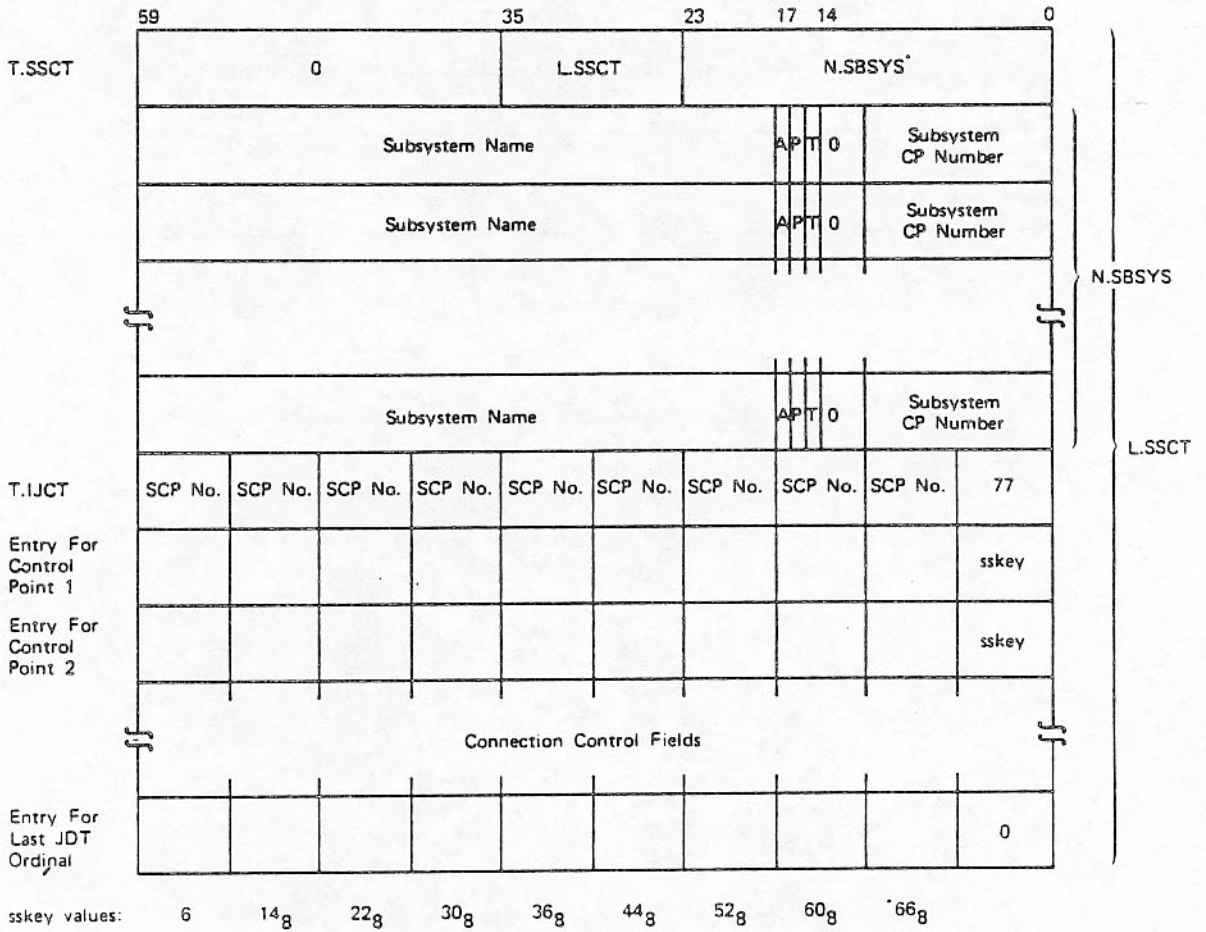 59 35 23 17 14 0
T.SSCT 0 L.SSCT N.SBSYS
Subsystem Name A P T 0 Subsystem
CP Number
Subsystem Name A P T 0 Subsystem
CP Number
N.SBSYS
Subsystem Name A P T 0 Subsystem
CP Number
L.SSCT
T.IJCT SCP No. SCP No. SCP No. SCP No. SCP No. SCP No. SCP No. SCP No. SCP No. 77
Entry For
Control
Point 1
sskey
Entry For
Control
Point 2
sskey
Connection Control Fields
Entry For
Last JDT
Ordinal
0
sskey values: 6 14₈ 22₈ 30₈ 36₈ 44₈ 52₈ 60₈ 66₈